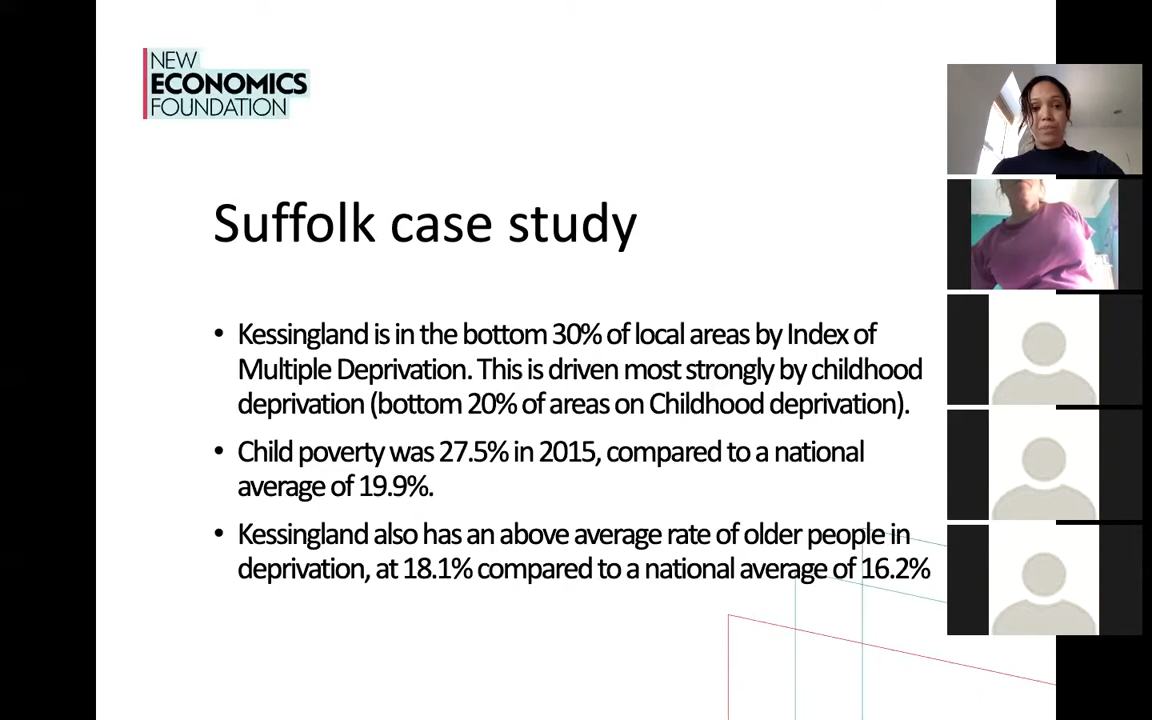 NEW
ECONOMICS
FOUNDATION
Suffolk case study
• Kessingland is in the bottom 30% of local areas by Index of
Multiple Deprivation. This is driven most strongly by childhood
deprivation (bottom 20% of areas on Childhood deprivation).
• Child poverty was 27.5% in 2015, compared to a national
average of 19.9%.
• Kessingland also has an above average rate of older people in
deprivation, at 18.1% compared to a national average of 16.2%